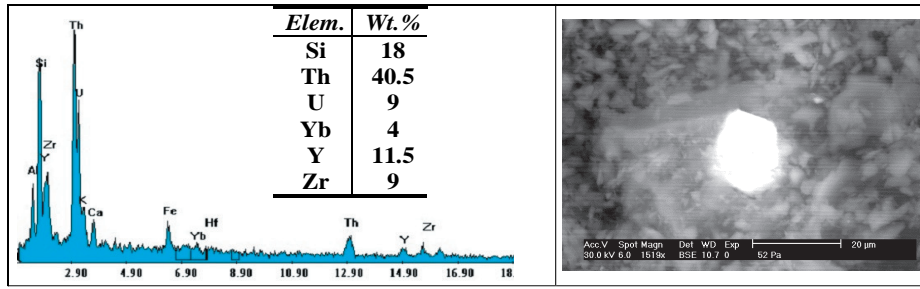 Elem. Wt.%
Si 18
Th 40.5
U 9
Yb 4
Y 11.5
Zr 9
Th
Si
U
Zr
Y
Al
K
Ca
Fe
Yb
Hf
Th
Y
Zr
2.90 4.90 6.90 7.90 8.90 10.90 12.90 14.90 16.90 18.
Acc.V Spot Magn Det WD Exp 20 µm
30.0 kV 6.0 1519x BSE 10.7 0 52 Pa